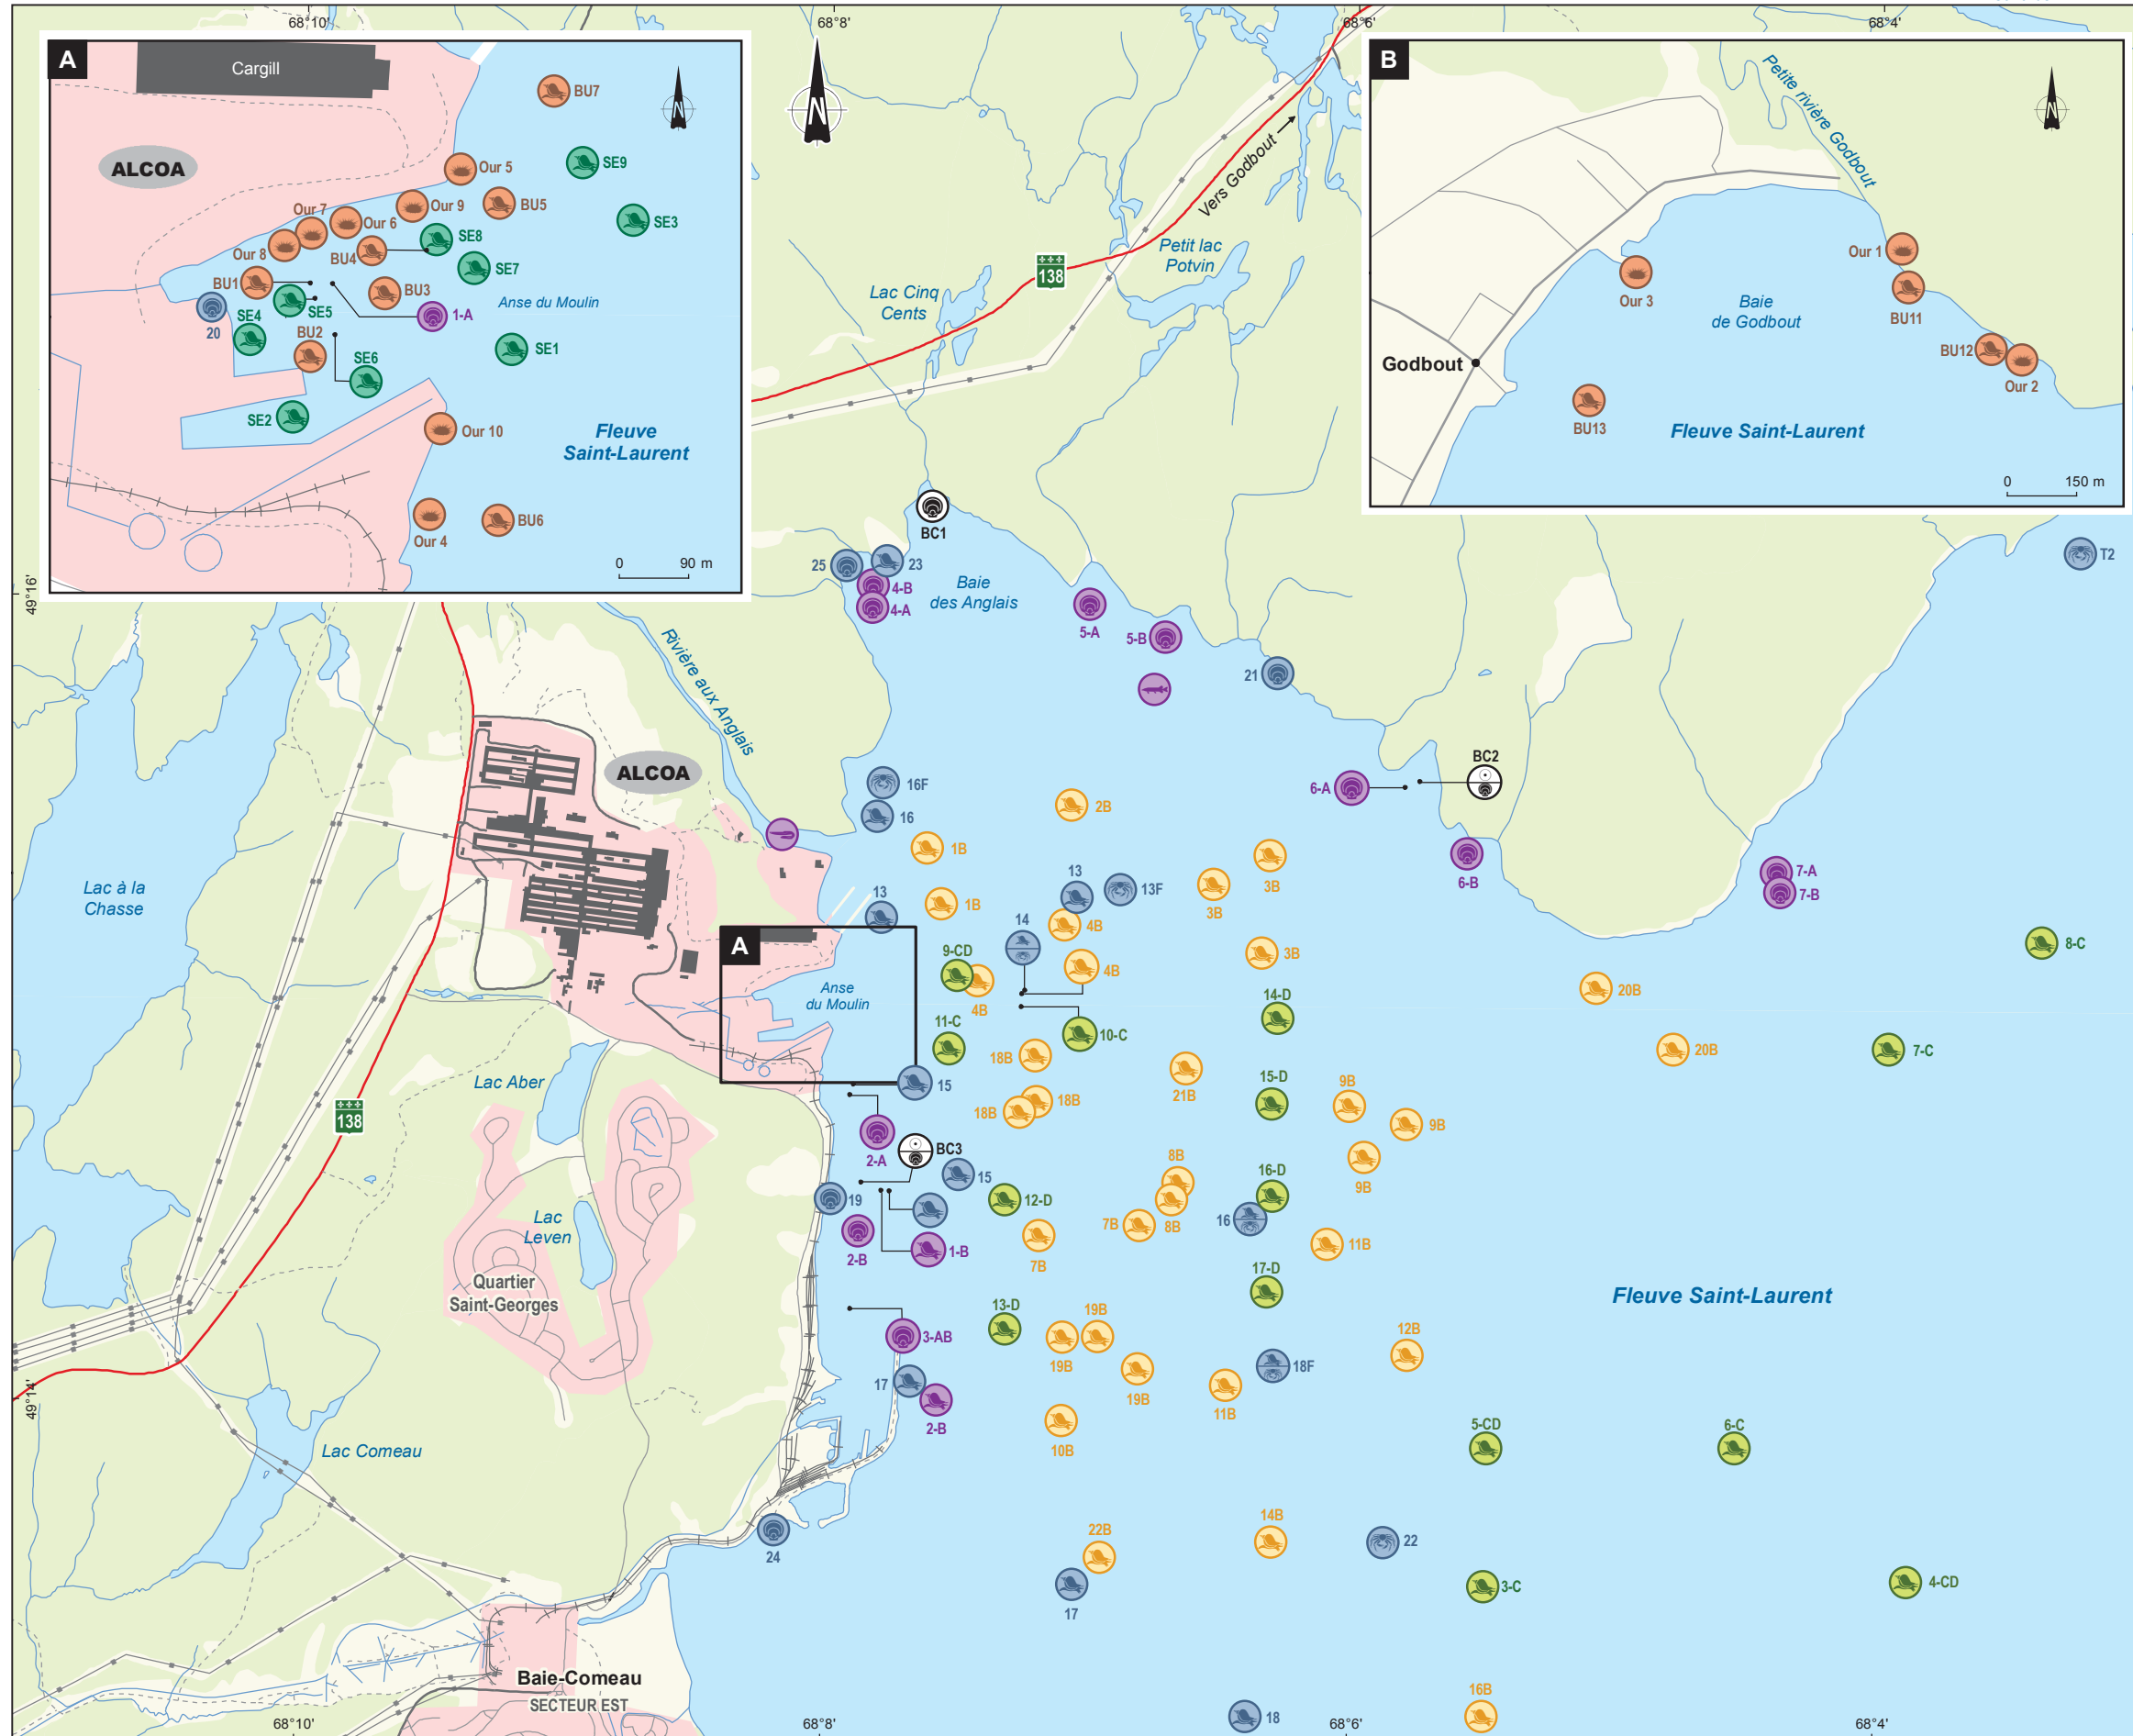 68°10'
68°8'
68°6'
68°4'
A
Cargill
ALCOA
N
BU7
Our 5
SE9
BU5
SE3
Our 9
Our 7
Our 6
SE8
Our 8
BU4
SE7
BU1
BU3
SE5
1-A
Anse du Moulin
20
SE4
BU2
SE6
SE1
SE2
Our 10
Fleuve
Saint-Laurent
Our 4
BU6
0 90 m
N
Vers Godbout
138
Petit lac
Potvin
Lac Cinq
Cents
B
Petite rivière Godbout
N
Our 1
Our 3
BU11
Baie
de Godbout
BU12
Our 2
Godbout
BU13
Fleuve Saint-Laurent
0 150 m
49°16'
BC1
25
23
4-B
4-A
Baie
des Anglais
T2
5-A
5-B
21
Rivière aux Anglais
ALCOA
16F
16
2B
6-A
BC2
1B
6-B
3B
7-A
7-B
Lac à la
Chasse
13
1B
13
13F
3B
4B
14
A
9-CD
4B
4B
3B
8-C
20B
Anse
du Moulin
14-D
11-C
10-C
18B
20B
7-C
Lac Aber
15
21B
15-D
9B
138
18B
18B
9B
2-A
BC3
15
8B
16-D
9B
19
12-D
Lac
Leven
7B
8B
16
2-B
1-B
7B
11B
Quartier
Saint-Georges
17-D
Fleuve Saint-Laurent
13-D
19B
3-AB
12B
19B
18F
19B
17
11B
2-B
49°14'
Lac Comeau
10B
5-CD
6-C
24
22B
14B
22
17
3-C
4-CD
Baie-Comeau
SECTEUR EST
16B
18
68°10'
68°8'
68°6'
68°4'